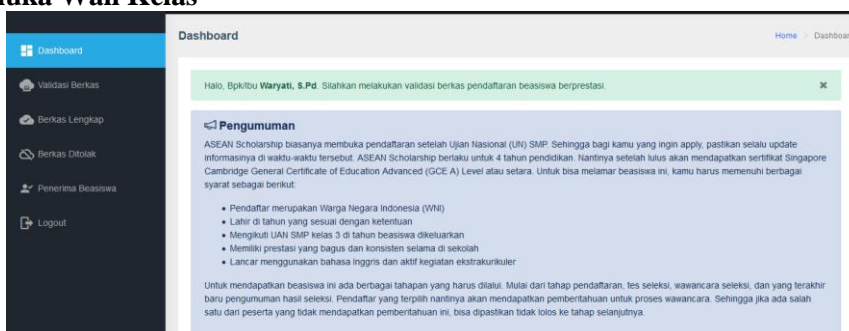 Dashboard
Home > Dashboar
Dashboard
Validasi Berkas
Berkas Lengkap
Berkas Ditolak
Penerima Beasiswa
Logout
Halo, Bpk/Ibu Waryati, S.Pd. Silahkan melakukan validasi berkas pendaftaran beasiswa berprestasi.
Pengumuman
ASEAN Scholarship biasanya membuka pendaftaran setelah Ujian Nasional (UN) SMP. Sehingga bagi kamu yang ingin apply, pastikan selalu update
informasinya di waktu-waktu tersebut. ASEAN Scholarship berlaku untuk 4 tahun pendidikan. Nantinya setelah lulus akan mendapatkan sertifikat Singapore
Cambridge General Certificate of Education Advanced (GCE A) Level atau setara. Untuk bisa melamar beasiswa ini, kamu harus memenuhi berbagai
syarat sebagai berikut:
• Pendaftar merupakan Warga Negara Indonesia (WNI)
• Lahir di tahun yang sesuai dengan ketentuan
• Mengikuti UAN SMP kelas 3 di tahun beasiswa dikeluarkan
• Memiliki prestasi yang bagus dan konsisten selama di sekolah
• Lancar menggunakan bahasa Inggris dan aktif kegiatan ekstrakurikuler
Untuk mendapatkan beasiswa ini ada berbagai tahapan yang harus dilalui. Mulai dari tahap pendaftaran, tes seleksi, wawancara seleksi, dan yang terakhir
baru pengumuman hasil seleksi. Pendaftar yang terpilih nantinya akan mendapatkan pemberitahuan untuk proses wawancara. Sehingga jika ada salah
satu dari peserta yang tidak mendapatkan pemberitahuan ini, bisa dipastikan tidak lolos ke tahap selanjutnya.